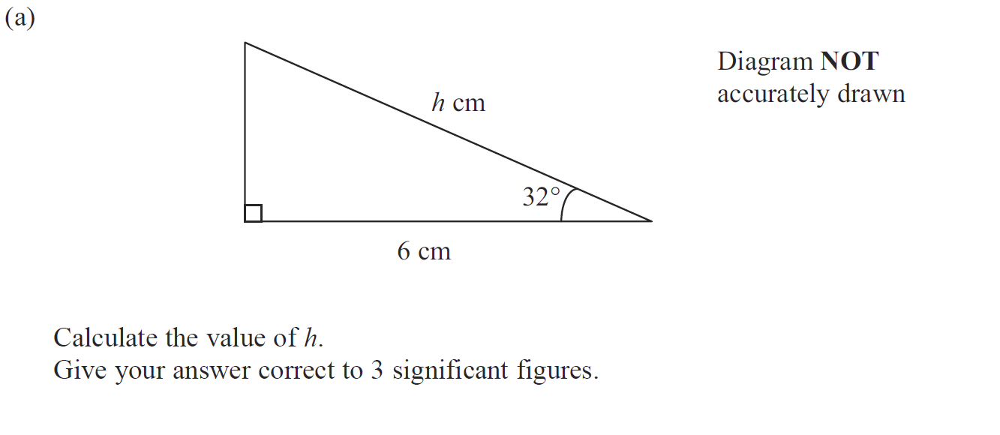 (a)
Diagram NOT
accurately drawn
h cm
32°
6 cm
Calculate the value of h.
Give your answer correct to 3 significant figures.